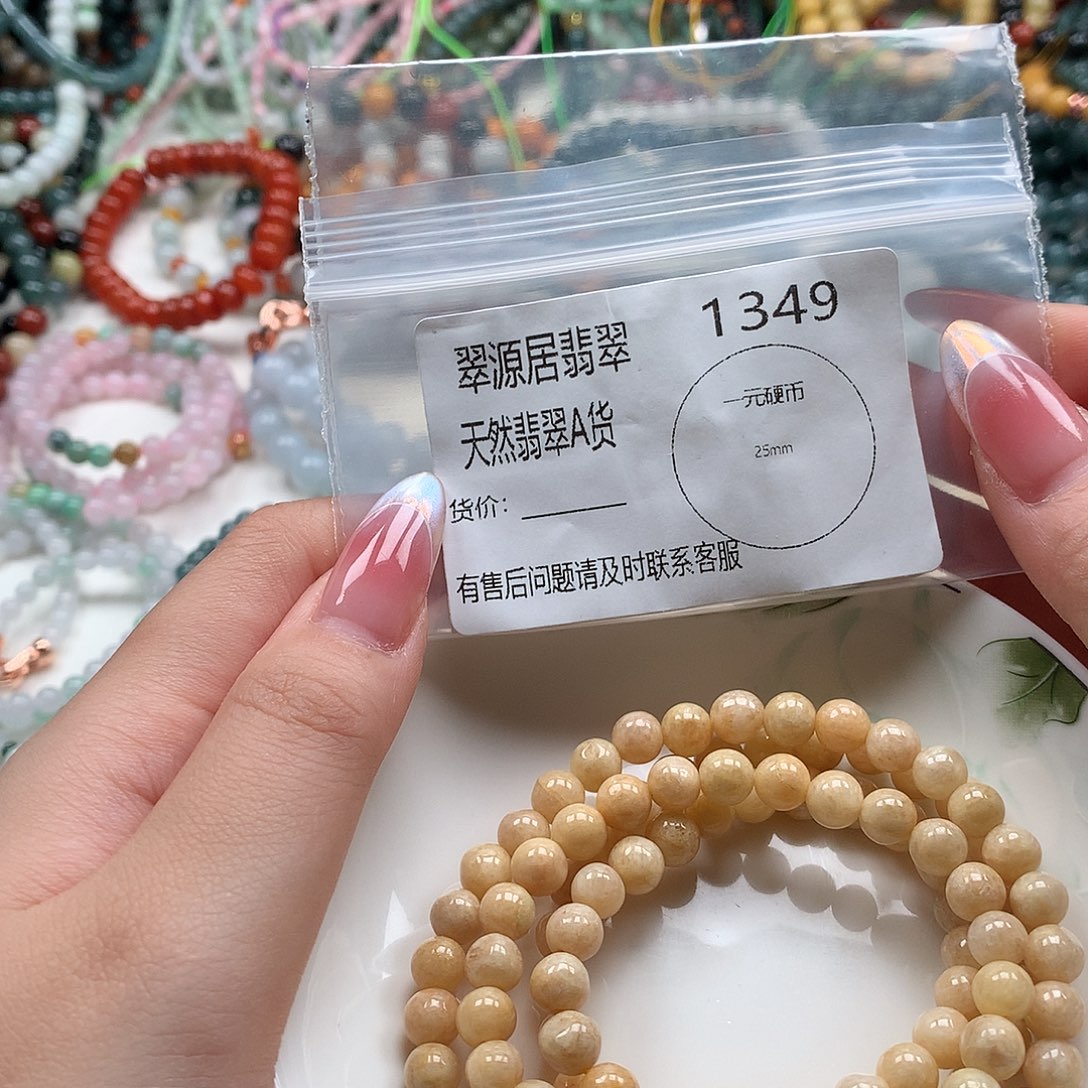 1349
翠源居翡翠
天然翡翠A货
一元硬币
25mm
货价：
有售后问题请及时联系客服